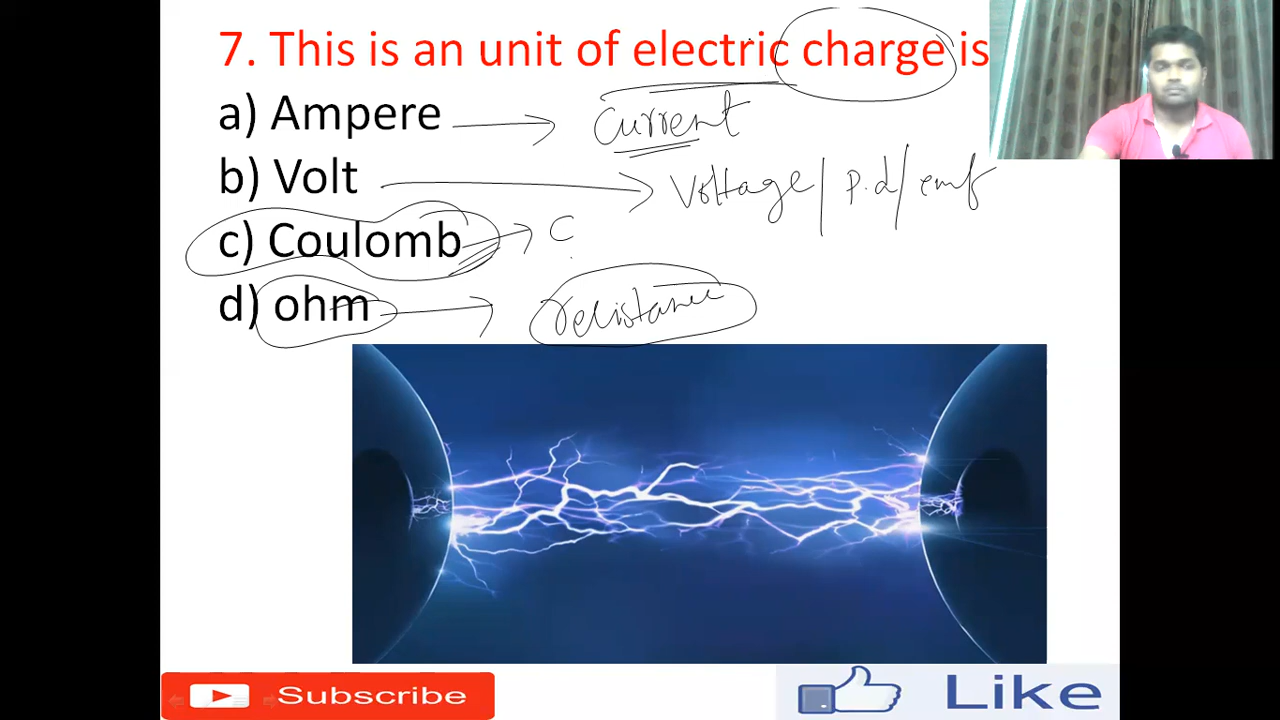 7. This is an unit of electric charge is
a) Ampere → current
b) Volt → Voltage / p.d / emf
c) Coulomb → C
d) ohm → resistance
Subscribe
Like